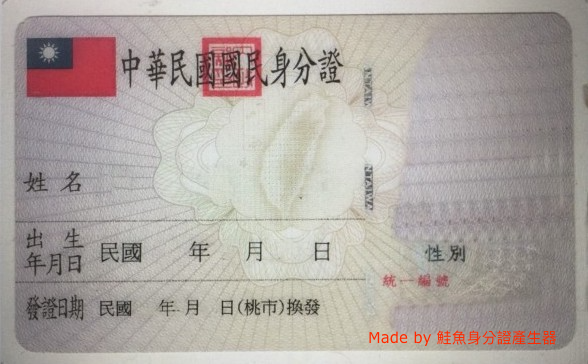 中華民國國民身分證
姓名
出生
年月日 民國 年 月 日 性別
統一編號
發證日期 民國 年 月 日(桃市)換發
Made by 鮭魚身分證產生器